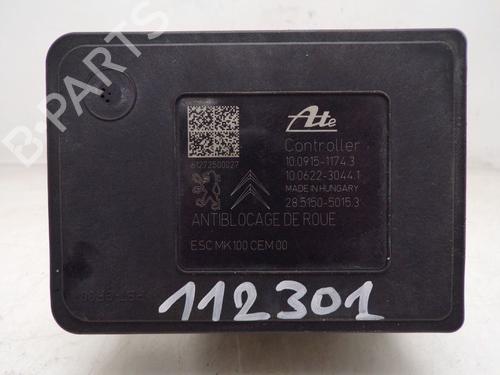 B-PARTS
Ate
Controller
10.0915-1174.3
10.0622-3044.1
MADE IN HUNGARY
28.5150-5015.3
61272500027
ANTIBLOCAGE DE ROUE
ESC MK100 CEM 00
112301